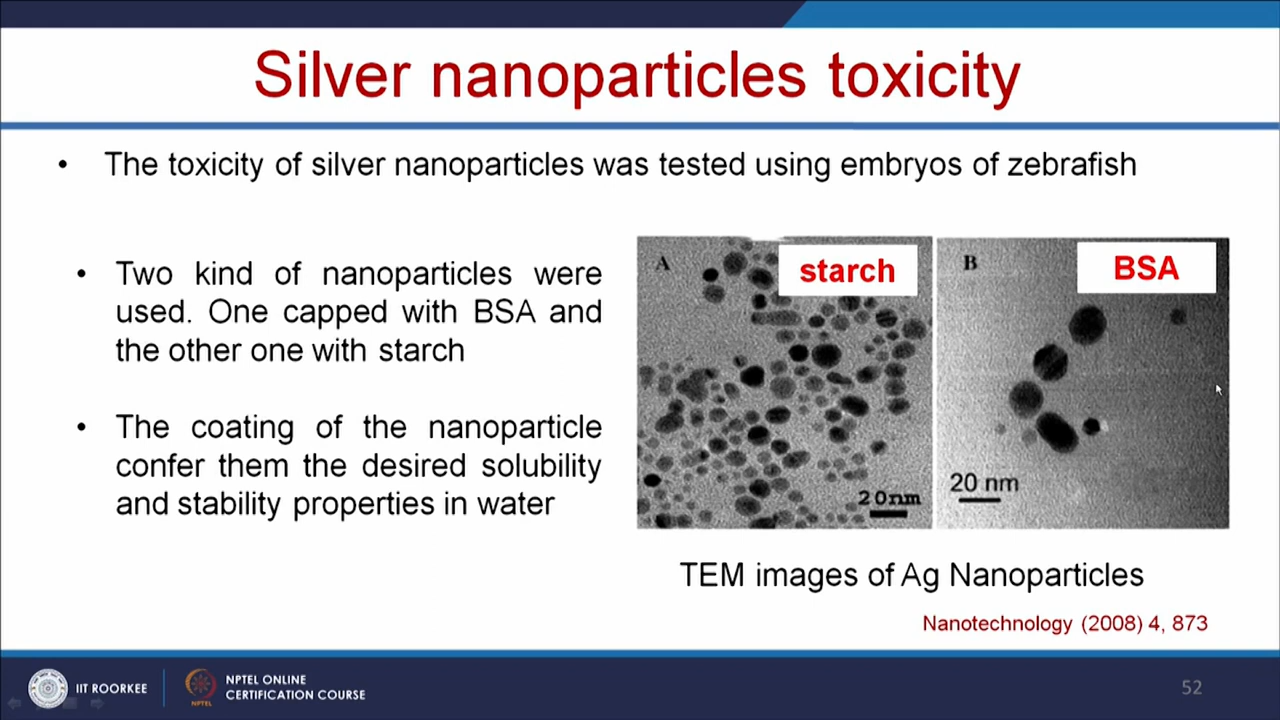 Silver nanoparticles toxicity
• The toxicity of silver nanoparticles was tested using embryos of zebrafish
• Two kind of nanoparticles were
used. One capped with BSA and
the other one with starch
• The coating of the nanoparticle
confer them the desired solubility
and stability properties in water
A
starch
20nm
B
BSA
20 nm
TEM images of Ag Nanoparticles
Nanotechnology (2008) 4, 873
IIT ROORKEE
NPTEL
NPTEL ONLINE
CERTIFICATION COURSE
52